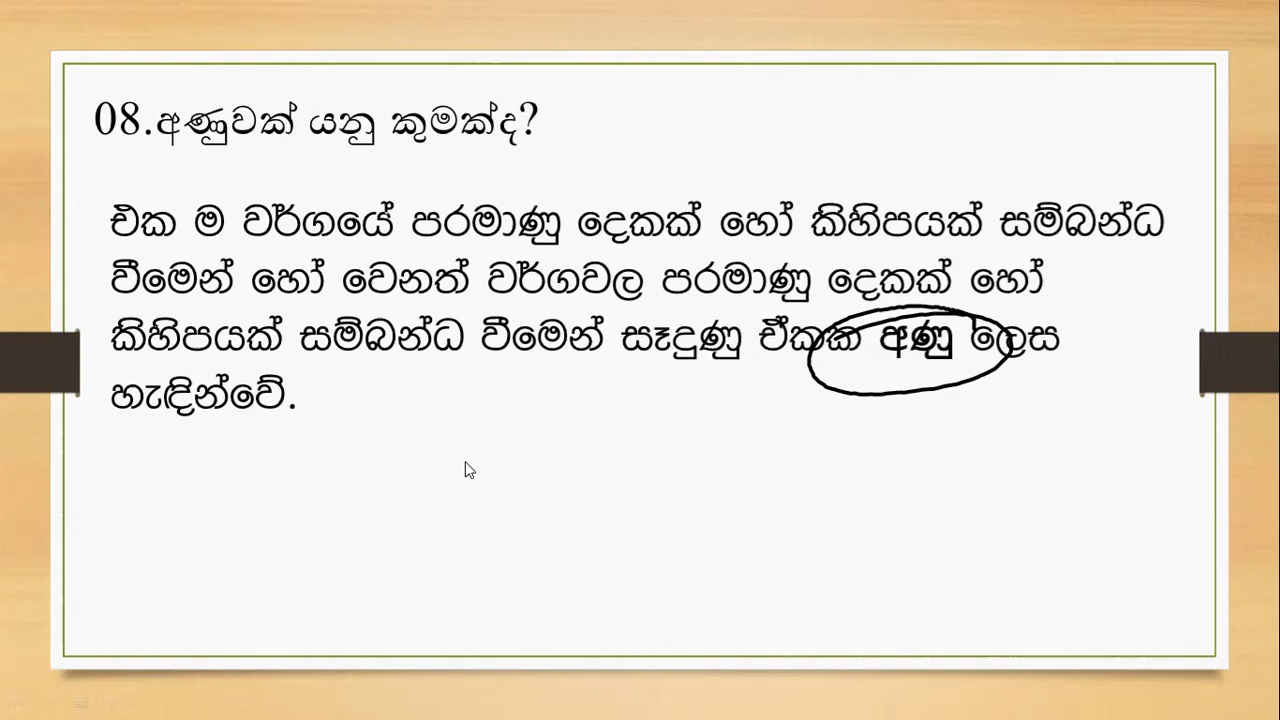 08.අණුවක් යනු කුමක්ද?
එක ම වර්ගයේ පරමාණු දෙකක් හෝ කිහිපයක් සම්බන්ධ
වීමෙන් හෝ වෙනත් වර්ගවල පරමාණු දෙකක් හෝ
කිහිපයක් සම්බන්ධ වීමෙන් සෑදුණු ඒකක අණු ලෙස
හැඳින්වේ.